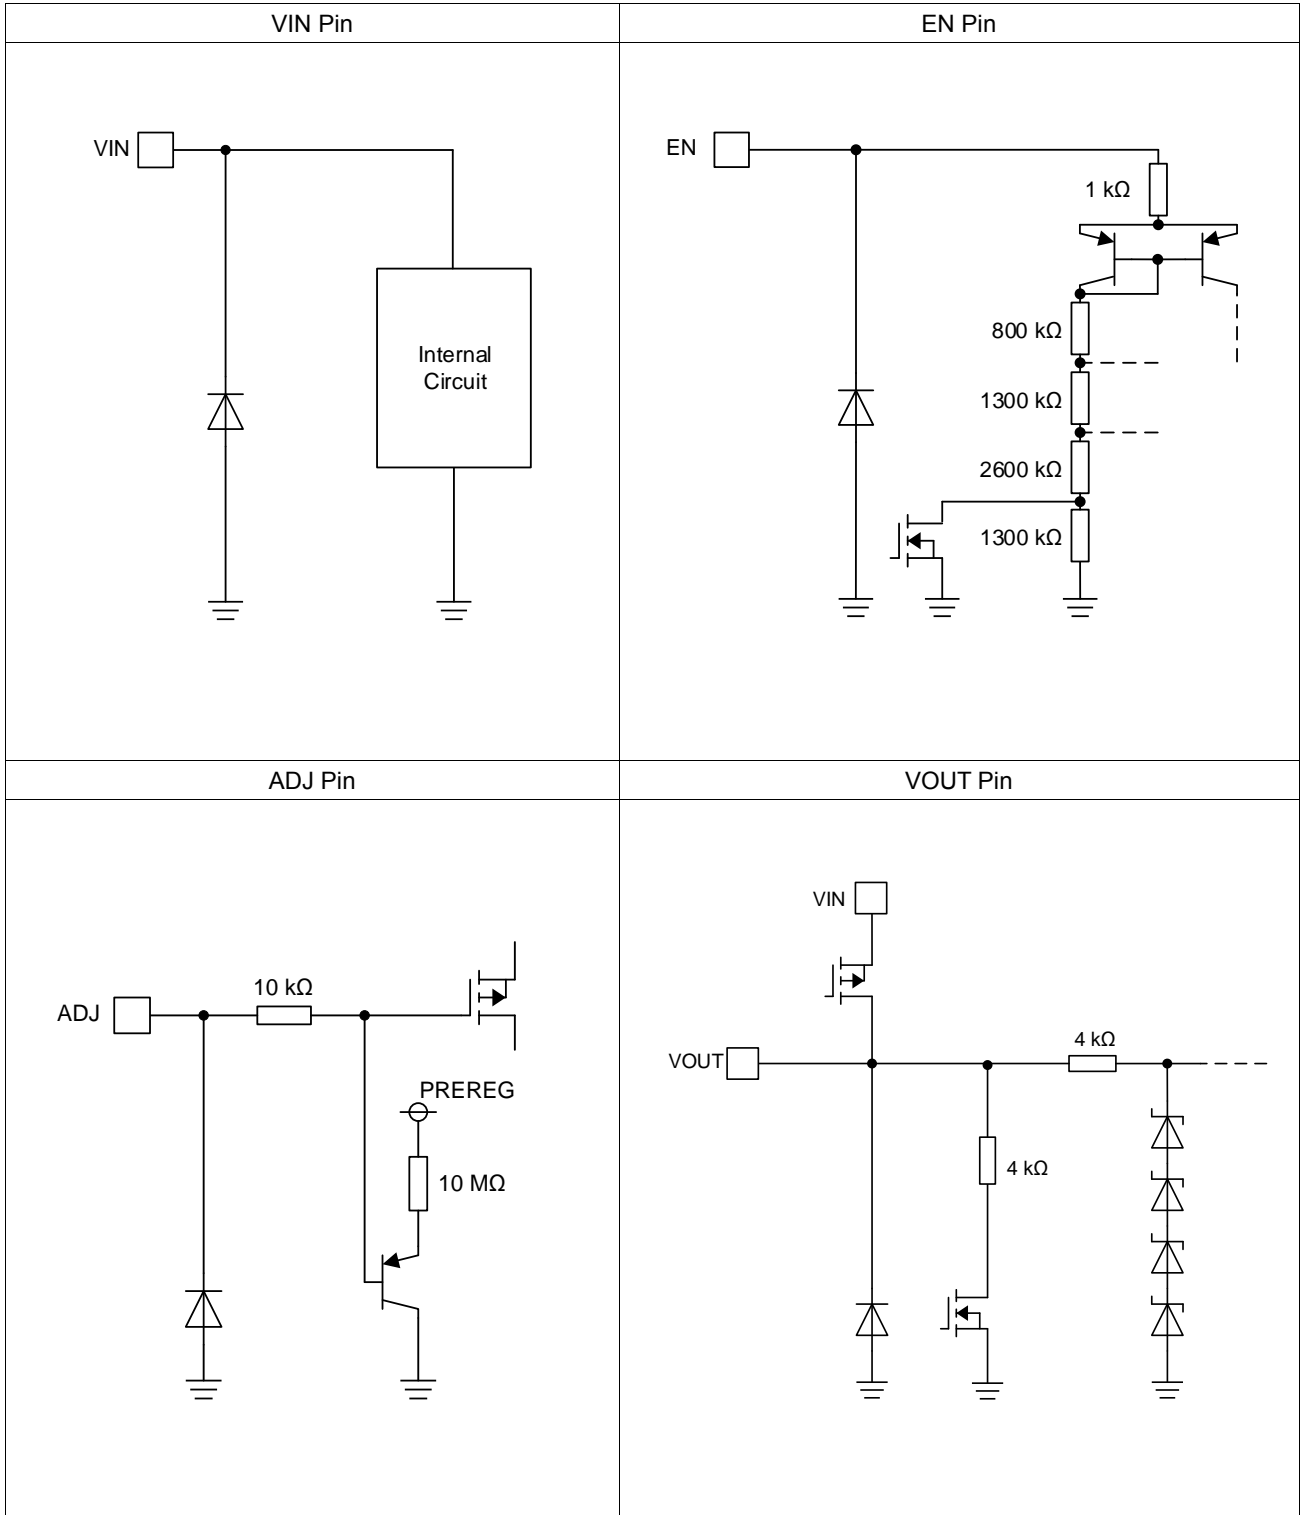 VIN Pin
EN Pin
VIN
Internal
Circuit
EN
1 kΩ
800 kΩ
1300 kΩ
2600 kΩ
1300 kΩ
ADJ Pin
VOUT Pin
ADJ
10 kΩ
PREREG
10 MΩ
VIN
VOUT
4 kΩ
4 kΩ